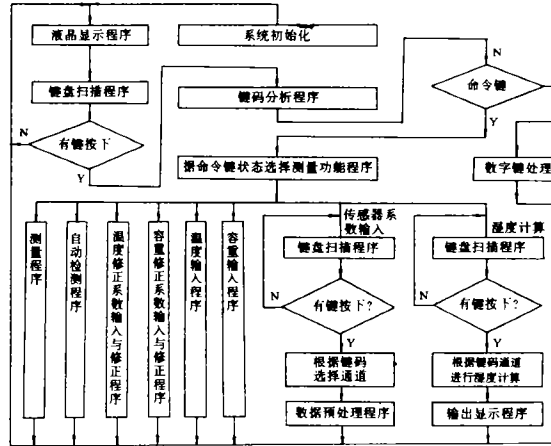 液晶显示程序
系统初始化
键盘扫描程序
键码分析程序
N
命令键
N
有键按下
Y
Y
据命令键状态选择测量功能程序
数字键处理
传感器系
数输入
湿度计算
测量程序
自动检测程序
温度修正系数输入与修正程序
容重修正系数输入与修正程序
温度输入程序
容重输入程序
键盘扫描程序
键盘扫描程序
有键按下?
N
有键按下?
N
Y
Y
根据键码
选择通道
根据键码通道
进行湿度计算
数据预处理程序
输出显示程序